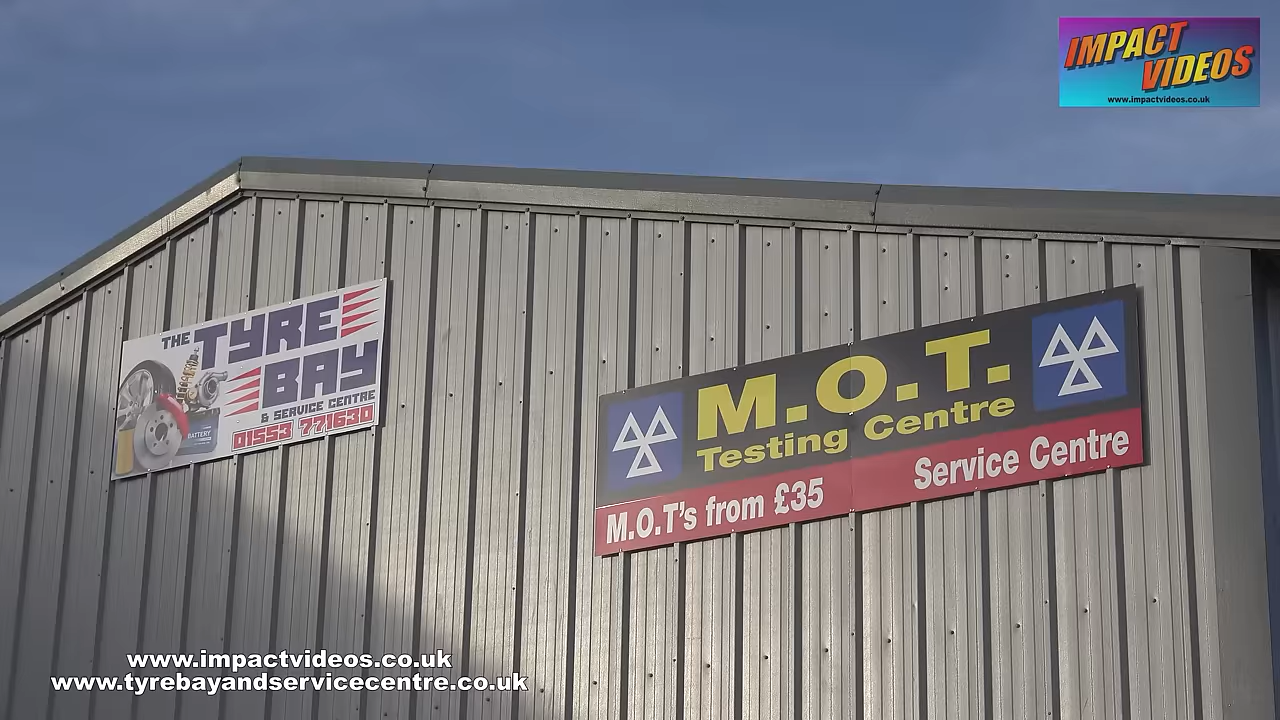 IMPACT
VIDEOS
www.impactvideos.co.uk
THE TYRE
BAY
& SERVICE CENTRE
01553 771630
BATTERY
M.O.T.
Testing Centre
M.O.T's from £35
Service Centre
www.impactvideos.co.uk
www.tyrebayandservicecentre.co.uk